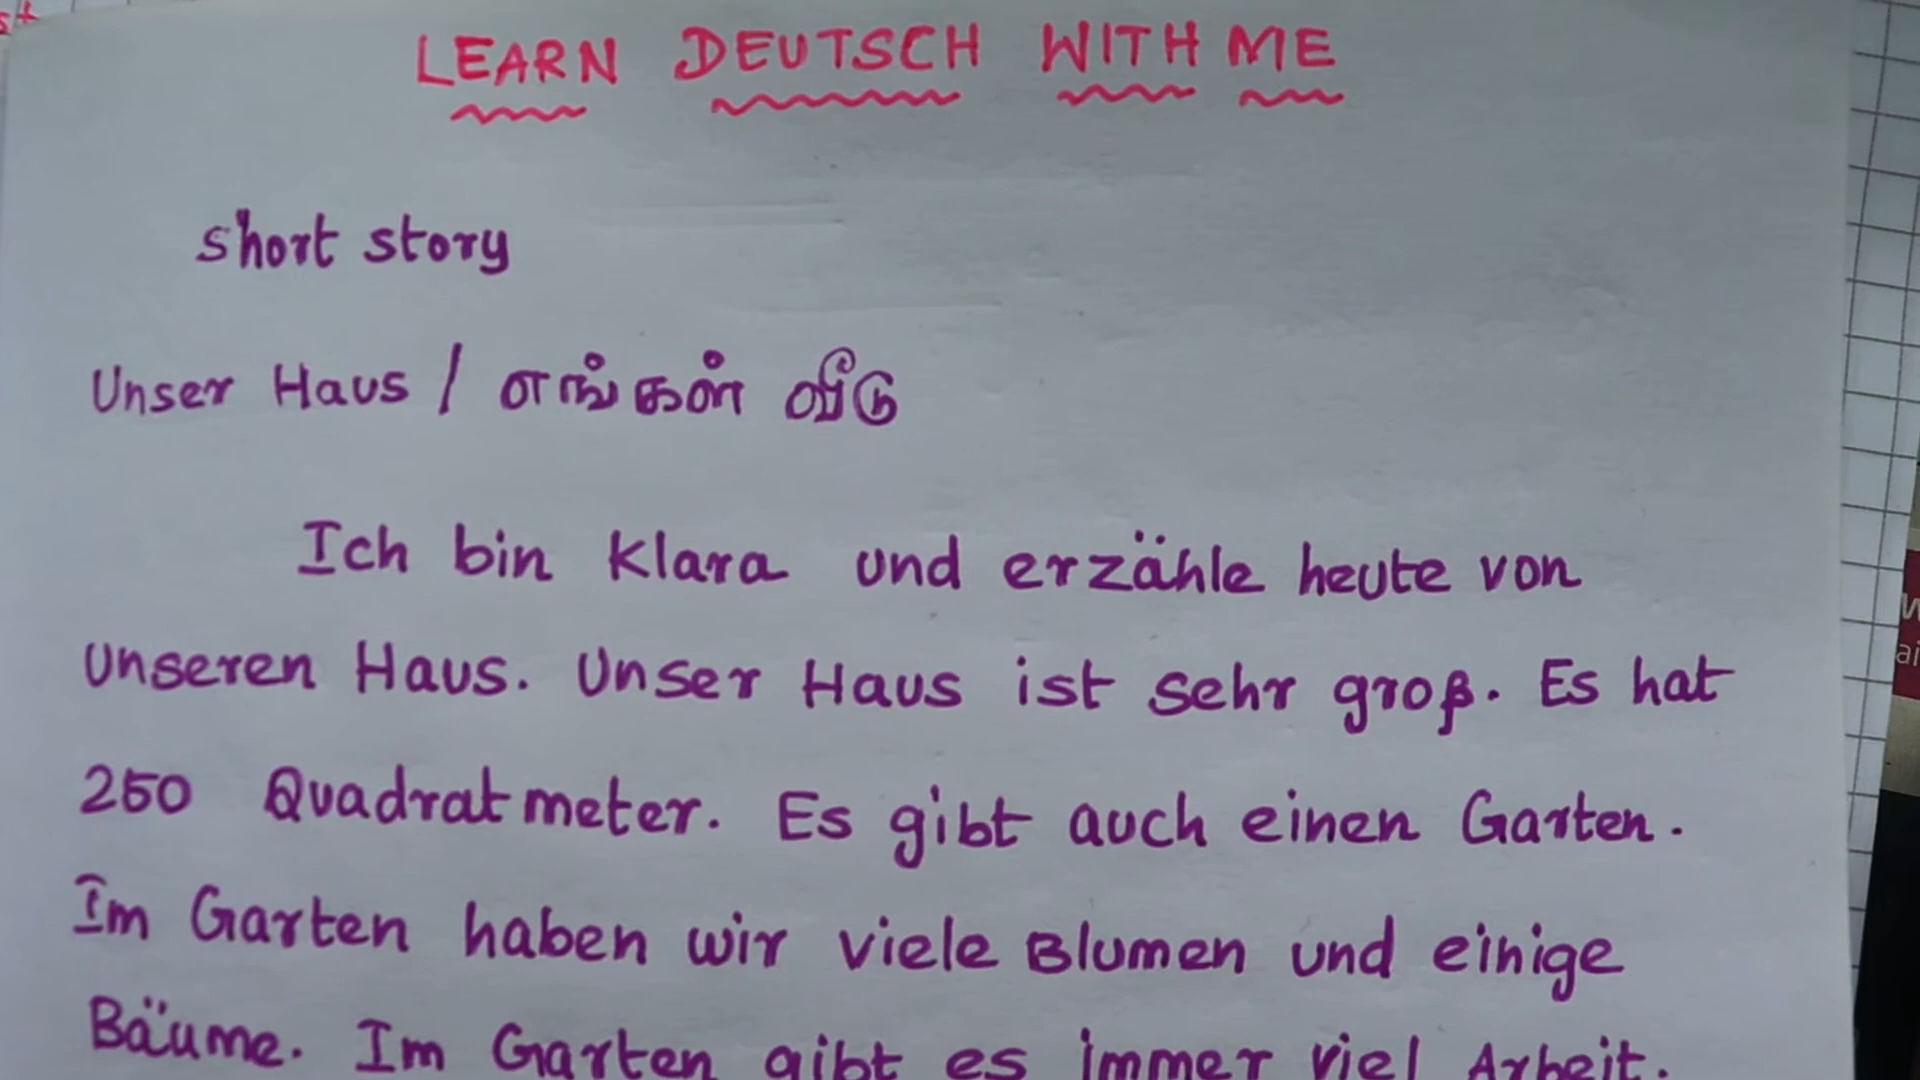 st
LEARN DEUTSCH WITH ME
short story
Unser Haus / எங்கள் வீடு
Ich bin Klara und erzähle heute von
unseren Haus. Unser Haus ist sehr groß. Es hat
250 Quadratmeter. Es gibt auch einen Garten.
Im Garten haben wir viele Blumen und einige
Bäume. Im Garten gibt es immer viel Arbeit.